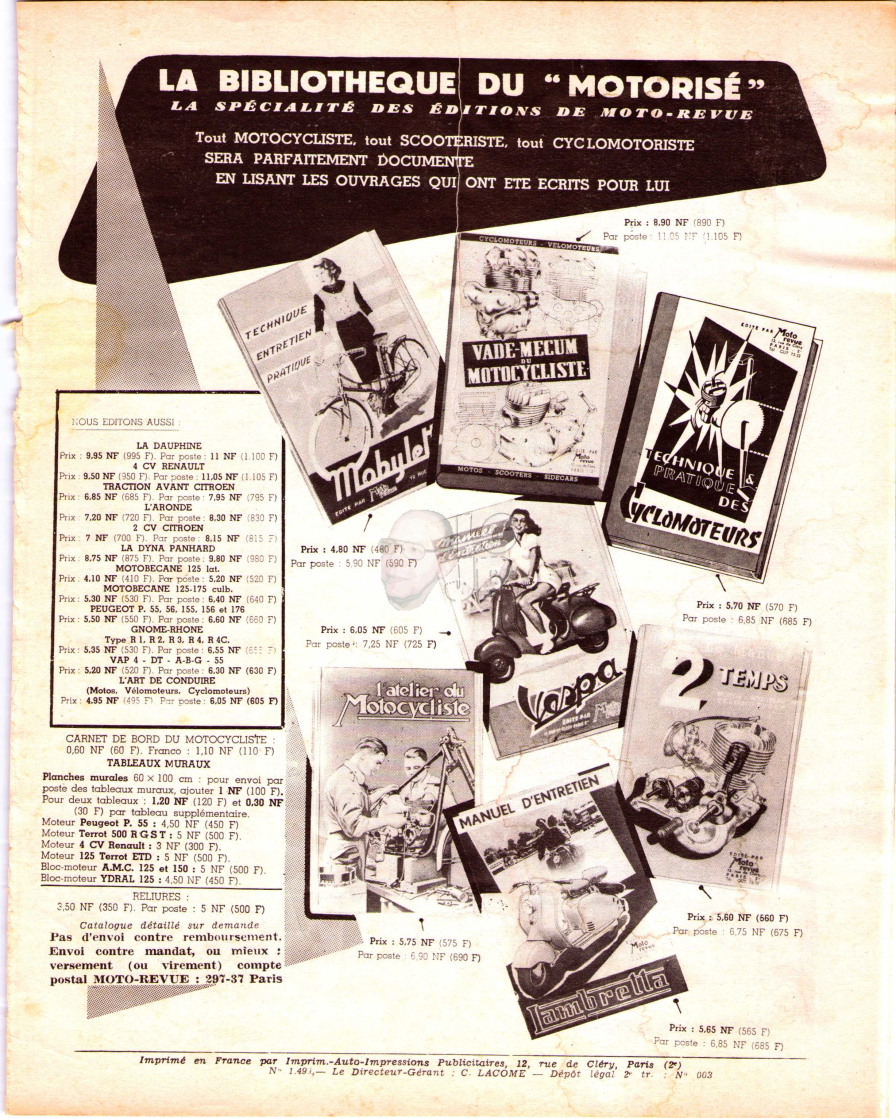 LA BIBLIOTHEQUE DU “ MOTORISÉ ”
LA SPÉCIALITÉ DES ÉDITIONS DE MOTO-REVUE
Tout MOTOCYCLISTE, tout SCOOTERISTE, tout CYCLOMOTORISTE
SERA PARFAITEMENT DOCUMENTE
EN LISANT LES OUVRAGES QUI ONT ETE ECRITS POUR LUI
Prix : 8.90 NF (890 F)
Par poste : 11.05 NF (1.105 F)
TECHNIQUE
ENTRETIEN
PRATIQUE
Mobylet
EDITE PAR Moto revue
CYCLOMOTEURS - VELOMOTEURS
VADE-MECUM
DU
MOTOCYCLISTE
MOTOS - SCOOTERS - SIDECARS
EDITE PAR Moto
revue
PARIS
TECHNIQUE &
PRATIQUE
DES
CYCLOMOTEURS
NOUS EDITONS AUSSI :
LA DAUPHINE
Prix : 9.95 NF (995 F). Par poste : 11 NF (1.100 F)
4 CV RENAULT
Prix : 9.50 NF (950 F). Par poste : 11.05 NF (1.105 F)
TRACTION AVANT CITROEN
Prix : 6.85 NF (685 F). Par poste : 7.95 NF (795 F)
L'ARONDE
Prix : 7.20 NF (720 F). Par poste : 8.30 NF (830 F)
2 CV CITROEN
Prix : 7 NF (700 F). Par poste : 8.15 NF (815 F)
LA DYNA PANHARD
Prix : 8.75 NF (875 F). Par poste : 9.80 NF (980 F)
MOTOBECANE 125 lat.
Prix : 4.10 NF (410 F). Par poste : 5.20 NF (520 F)
MOTOBECANE 125-175 culb.
Prix : 5.30 NF (530 F). Par poste : 6.40 NF (640 F)
PEUGEOT P. 55, 56, 155, 156 et 176
Prix : 5.50 NF (550 F). Par poste : 6.60 NF (660 F)
GNOME-RHONE
Type R 1, R 2, R 3, R 4, R 4C.
Prix : 5.35 NF (530 F). Par poste : 6.55 NF (655 F)
VAP 4 - DT - A-B-G - 55
Prix : 5.20 NF (520 F). Par poste : 6.30 NF (630 F)
L'ART DE CONDUIRE
(Motos, Vélomoteurs, Cyclomoteurs)
Prix : 4.95 NF (495 F). Par poste : 6.05 NF (605 F)
Prix : 4.80 NF (480 F)
Par poste : 5,90 NF (590 F)
Prix : 5.70 NF (570 F)
Par poste : 6,85 NF (685 F)
Prix : 6.05 NF (605 F)
Par poste : 7,25 NF (725 F)
Vespa
EDITE PAR
2 TEMPS
EDITE PAR
Moto
revue
l'atelier du
Motocycliste
MANUEL D'ENTRETIEN
Moto
revue
Lambretta
CARNET DE BORD DU MOTOCYCLISTE :
0,60 NF (60 F). Franco : 1,10 NF (110 F)
TABLEAUX MURAUX
Planches murales 60 × 100 cm : pour envoi par
poste des tableaux muraux, ajouter 1 NF (100 F).
Pour deux tableaux : 1,20 NF (120 F) et 0.30 NF
(30 F) par tableau supplémentaire.
Moteur Peugeot P. 55 : 4,50 NF (450 F)
Moteur Terrot 500 R G S T : 5 NF (500 F).
Moteur 4 CV Renault : 3 NF (300 F).
Moteur 125 Terrot ETD : 5 NF (500 F).
Bloc-moteur A.M.C. 125 et 150 : 5 NF (500 F).
Bloc-moteur YDRAL 125 : 4,50 NF (450 F).
RELIURES :
3,50 NF (350 F). Par poste : 5 NF (500 F)
Catalogue détaillé sur demande
Pas d'envoi contre remboursement.
Envoi contre mandat, ou mieux :
versement (ou virement) compte
postal MOTO-REVUE : 297-37 Paris
Prix : 5.75 NF (575 F)
Par poste : 6,90 NF (690 F)
Prix : 5.60 NF (560 F)
Par poste : 6,75 NF (675 F)
Prix : 5.65 NF (565 F)
Par poste : 6,85 NF (685 F)
Imprimé en France par Imprim.-Auto-Impressions Publicitaires, 12, rue de Cléry, Paris (2e)
Le Directeur-Gérant : C. LACOME — Dépôt légal 2e tr. : N° 003